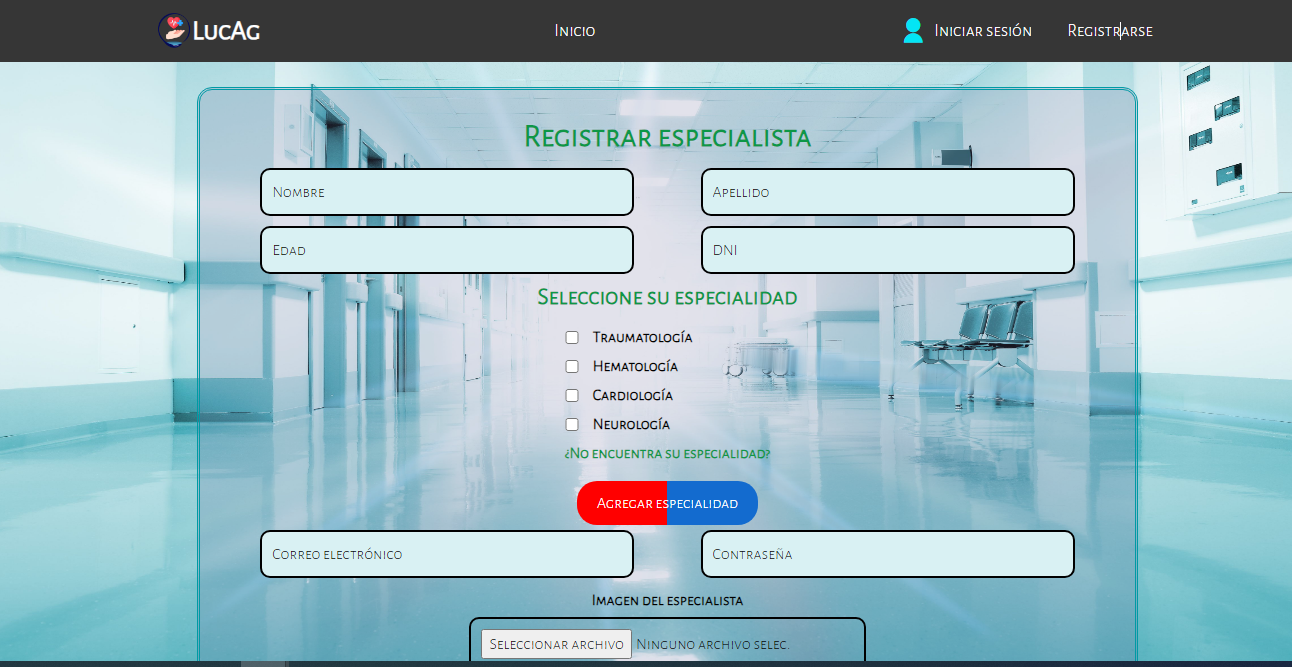 LucAg
Inicio
Iniciar sesión
Registrarse
Registrar especialista
Nombre
Apellido
Edad
DNI
Seleccione su especialidad
Traumatología
Hematología
Cardiología
Neurología
¿No encuentra su especialidad?
Agregar especialidad
Correo electrónico
Contraseña
Imagen del especialista
Seleccionar archivo Ninguno archivo selec.